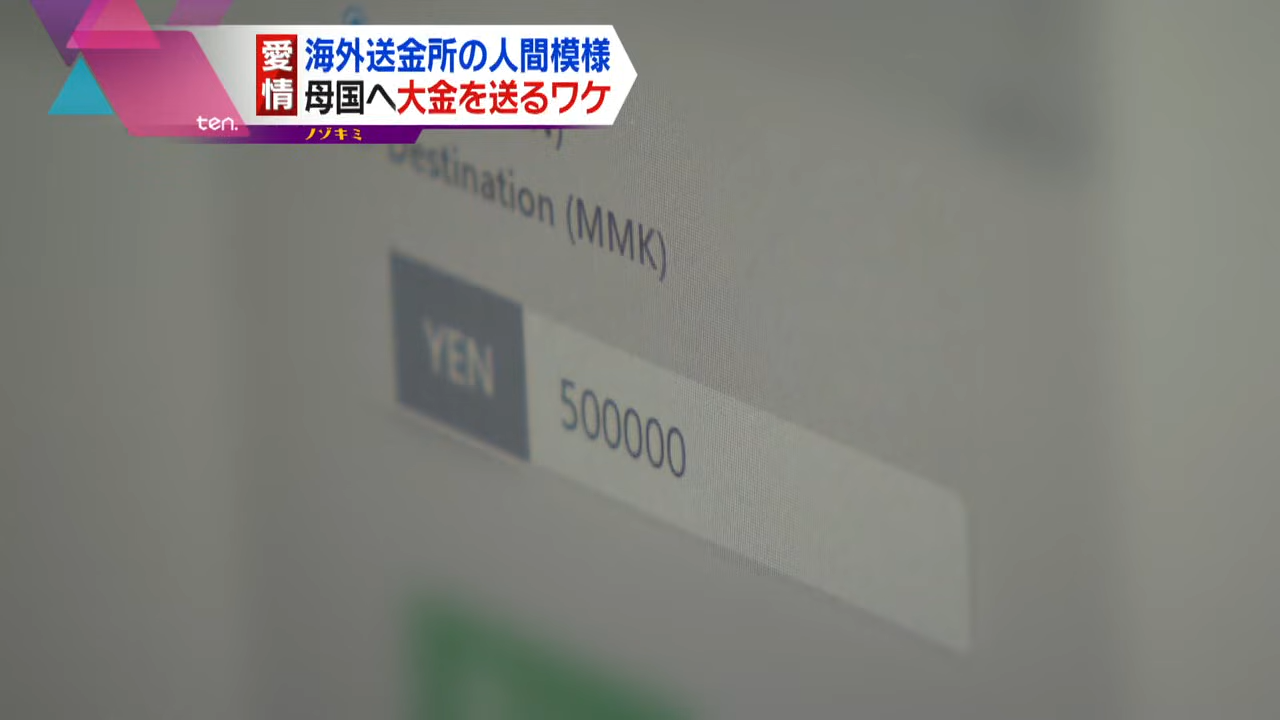 愛情
海外送金所の人間模様
母国へ大金を送るワケ
ten.
ノゾキミ
Destination (MMK)
YEN
500000